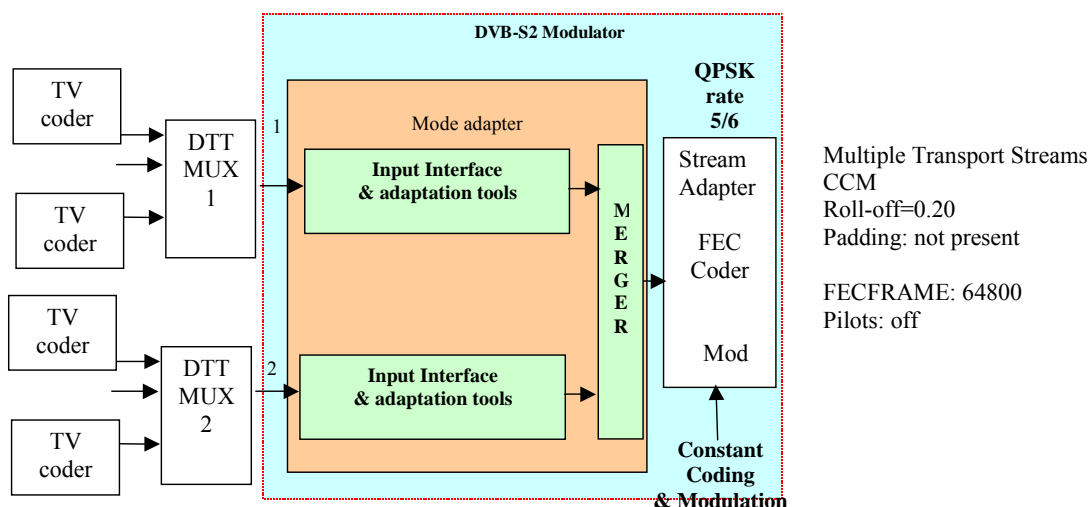 DVB-S2 Modulator
TV
coder
TV
coder
DTT
MUX
1
1
Mode adapter
Input Interface
& adaptation tools
M
E
R
G
E
R
QPSK
rate
5/6
Stream
Adapter
FEC
Coder
Mod
Multiple Transport Streams
CCM
Roll-off=0.20
Padding: not present
FECFRAME: 64800
Pilots: off
TV
coder
TV
coder
DTT
MUX
2
2
Input Interface
& adaptation tools
Constant
Coding
& Modulation